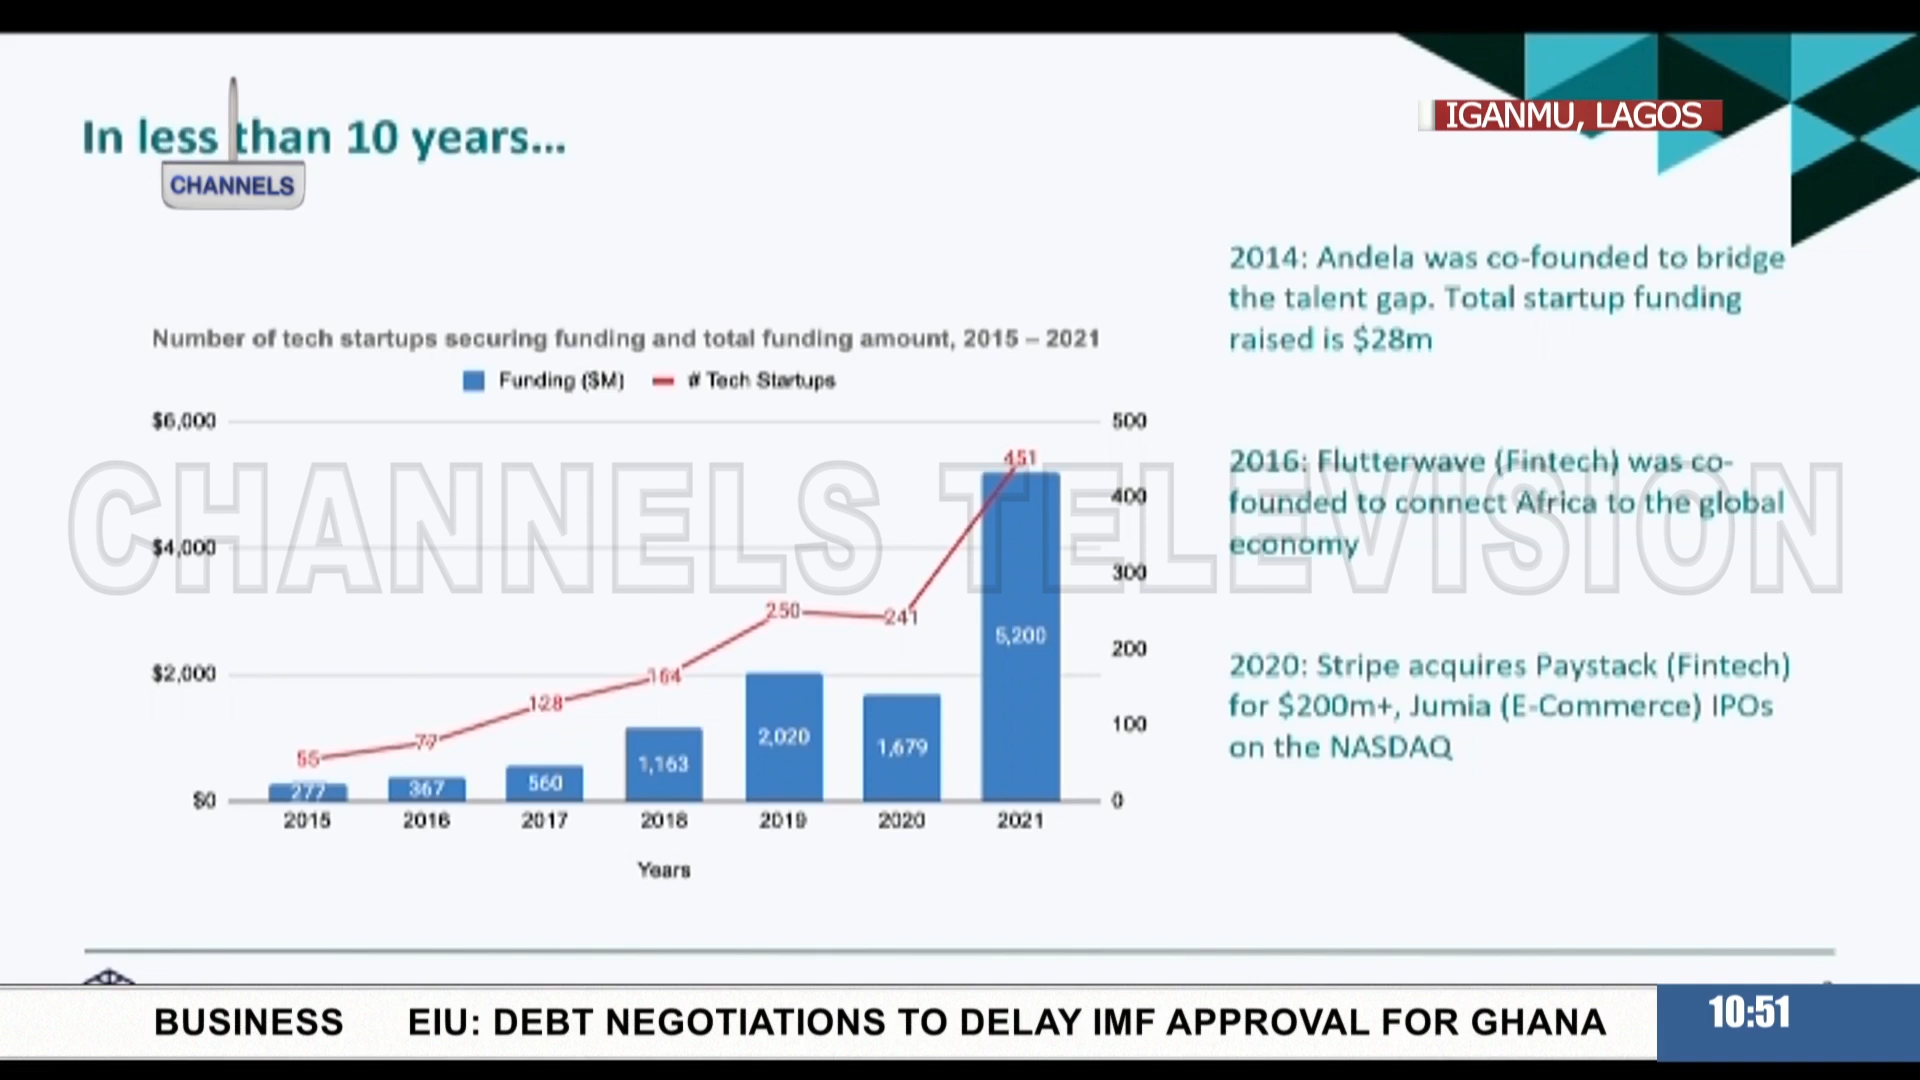 In less than 10 years...
CHANNELS
IGANMU, LAGOS
Number of tech startups securing funding and total funding amount, 2015 – 2021
Funding ($M)
# Tech Startups
$6,000
$4,000
$2,000
$0
500
400
300
200
100
0
55
77
128
164
250
241
451
277
367
560
1,163
2,020
1,679
5,200
2015
2016
2017
2018
2019
2020
2021
Years
2014: Andela was co-founded to bridge
the talent gap. Total startup funding
raised is $28m
2016: Flutterwave (Fintech) was co-
founded to connect Africa to the global
economy
2020: Stripe acquires Paystack (Fintech)
for $200m+, Jumia (E-Commerce) IPOs
on the NASDAQ
CHANNELS TELEVISION
BUSINESS EIU: DEBT NEGOTIATIONS TO DELAY IMF APPROVAL FOR GHANA
10:51